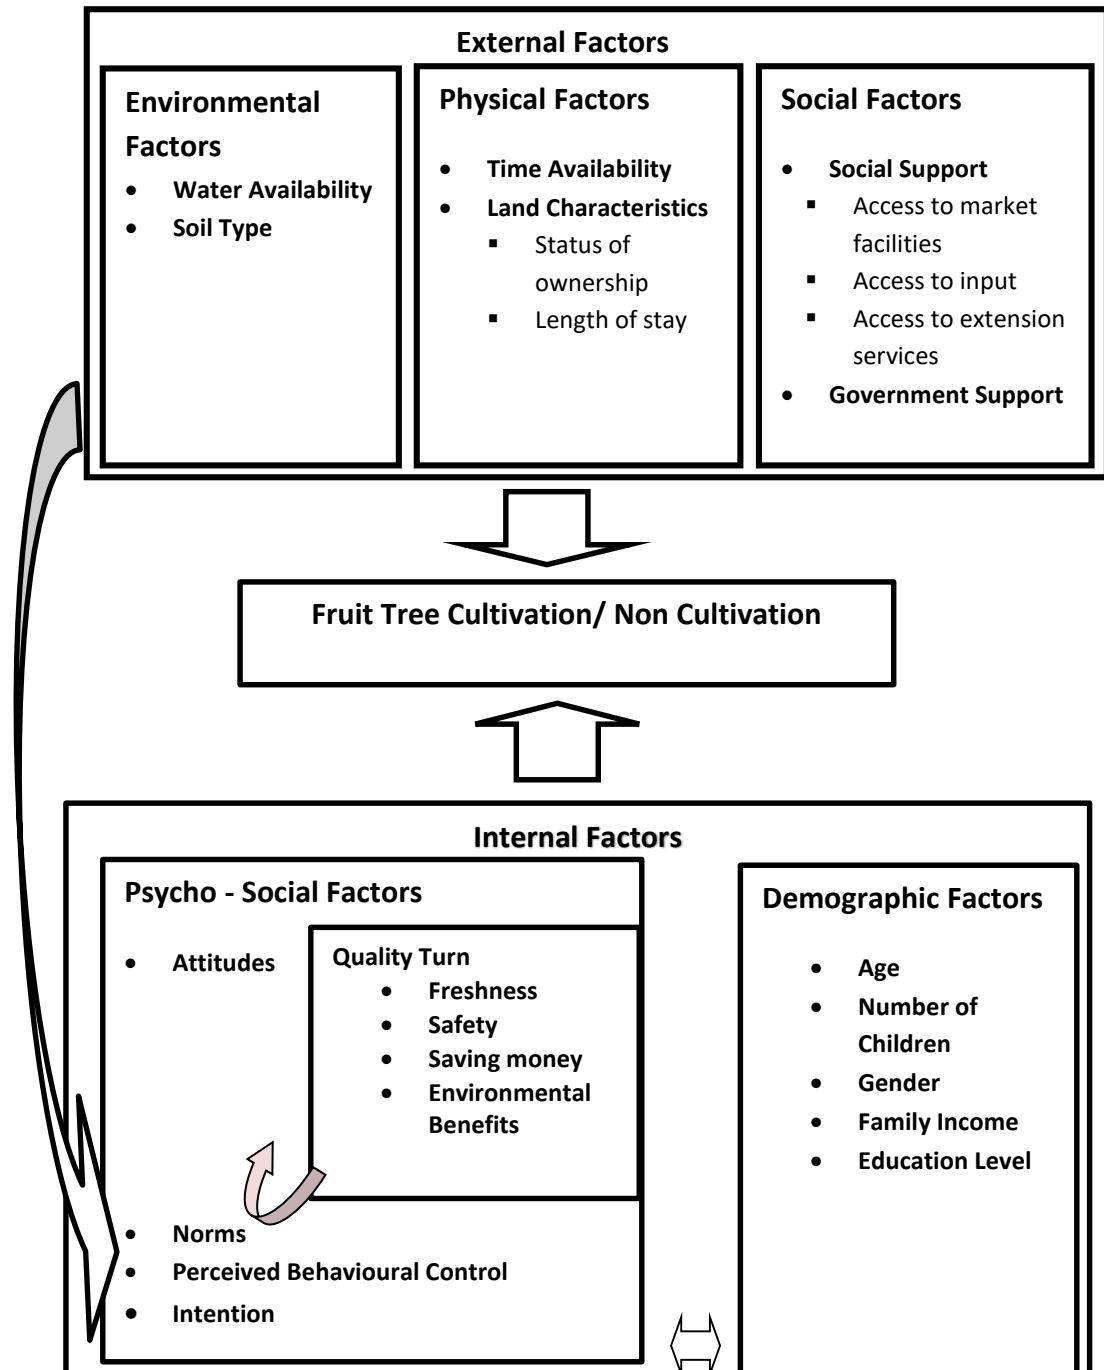 External Factors
Environmental
Factors
• Water Availability
• Soil Type
Physical Factors
• Time Availability
• Land Characteristics
▪ Status of
ownership
▪ Length of stay
Social Factors
• Social Support
▪ Access to market
facilities
▪ Access to input
▪ Access to extension
services
• Government Support
Fruit Tree Cultivation/ Non Cultivation
Internal Factors
Psycho - Social Factors
• Attitudes
Quality Turn
• Freshness
• Safety
• Saving money
• Environmental
Benefits
• Norms
• Perceived Behavioural Control
• Intention
Demographic Factors
• Age
• Number of
Children
• Gender
• Family Income
• Education Level